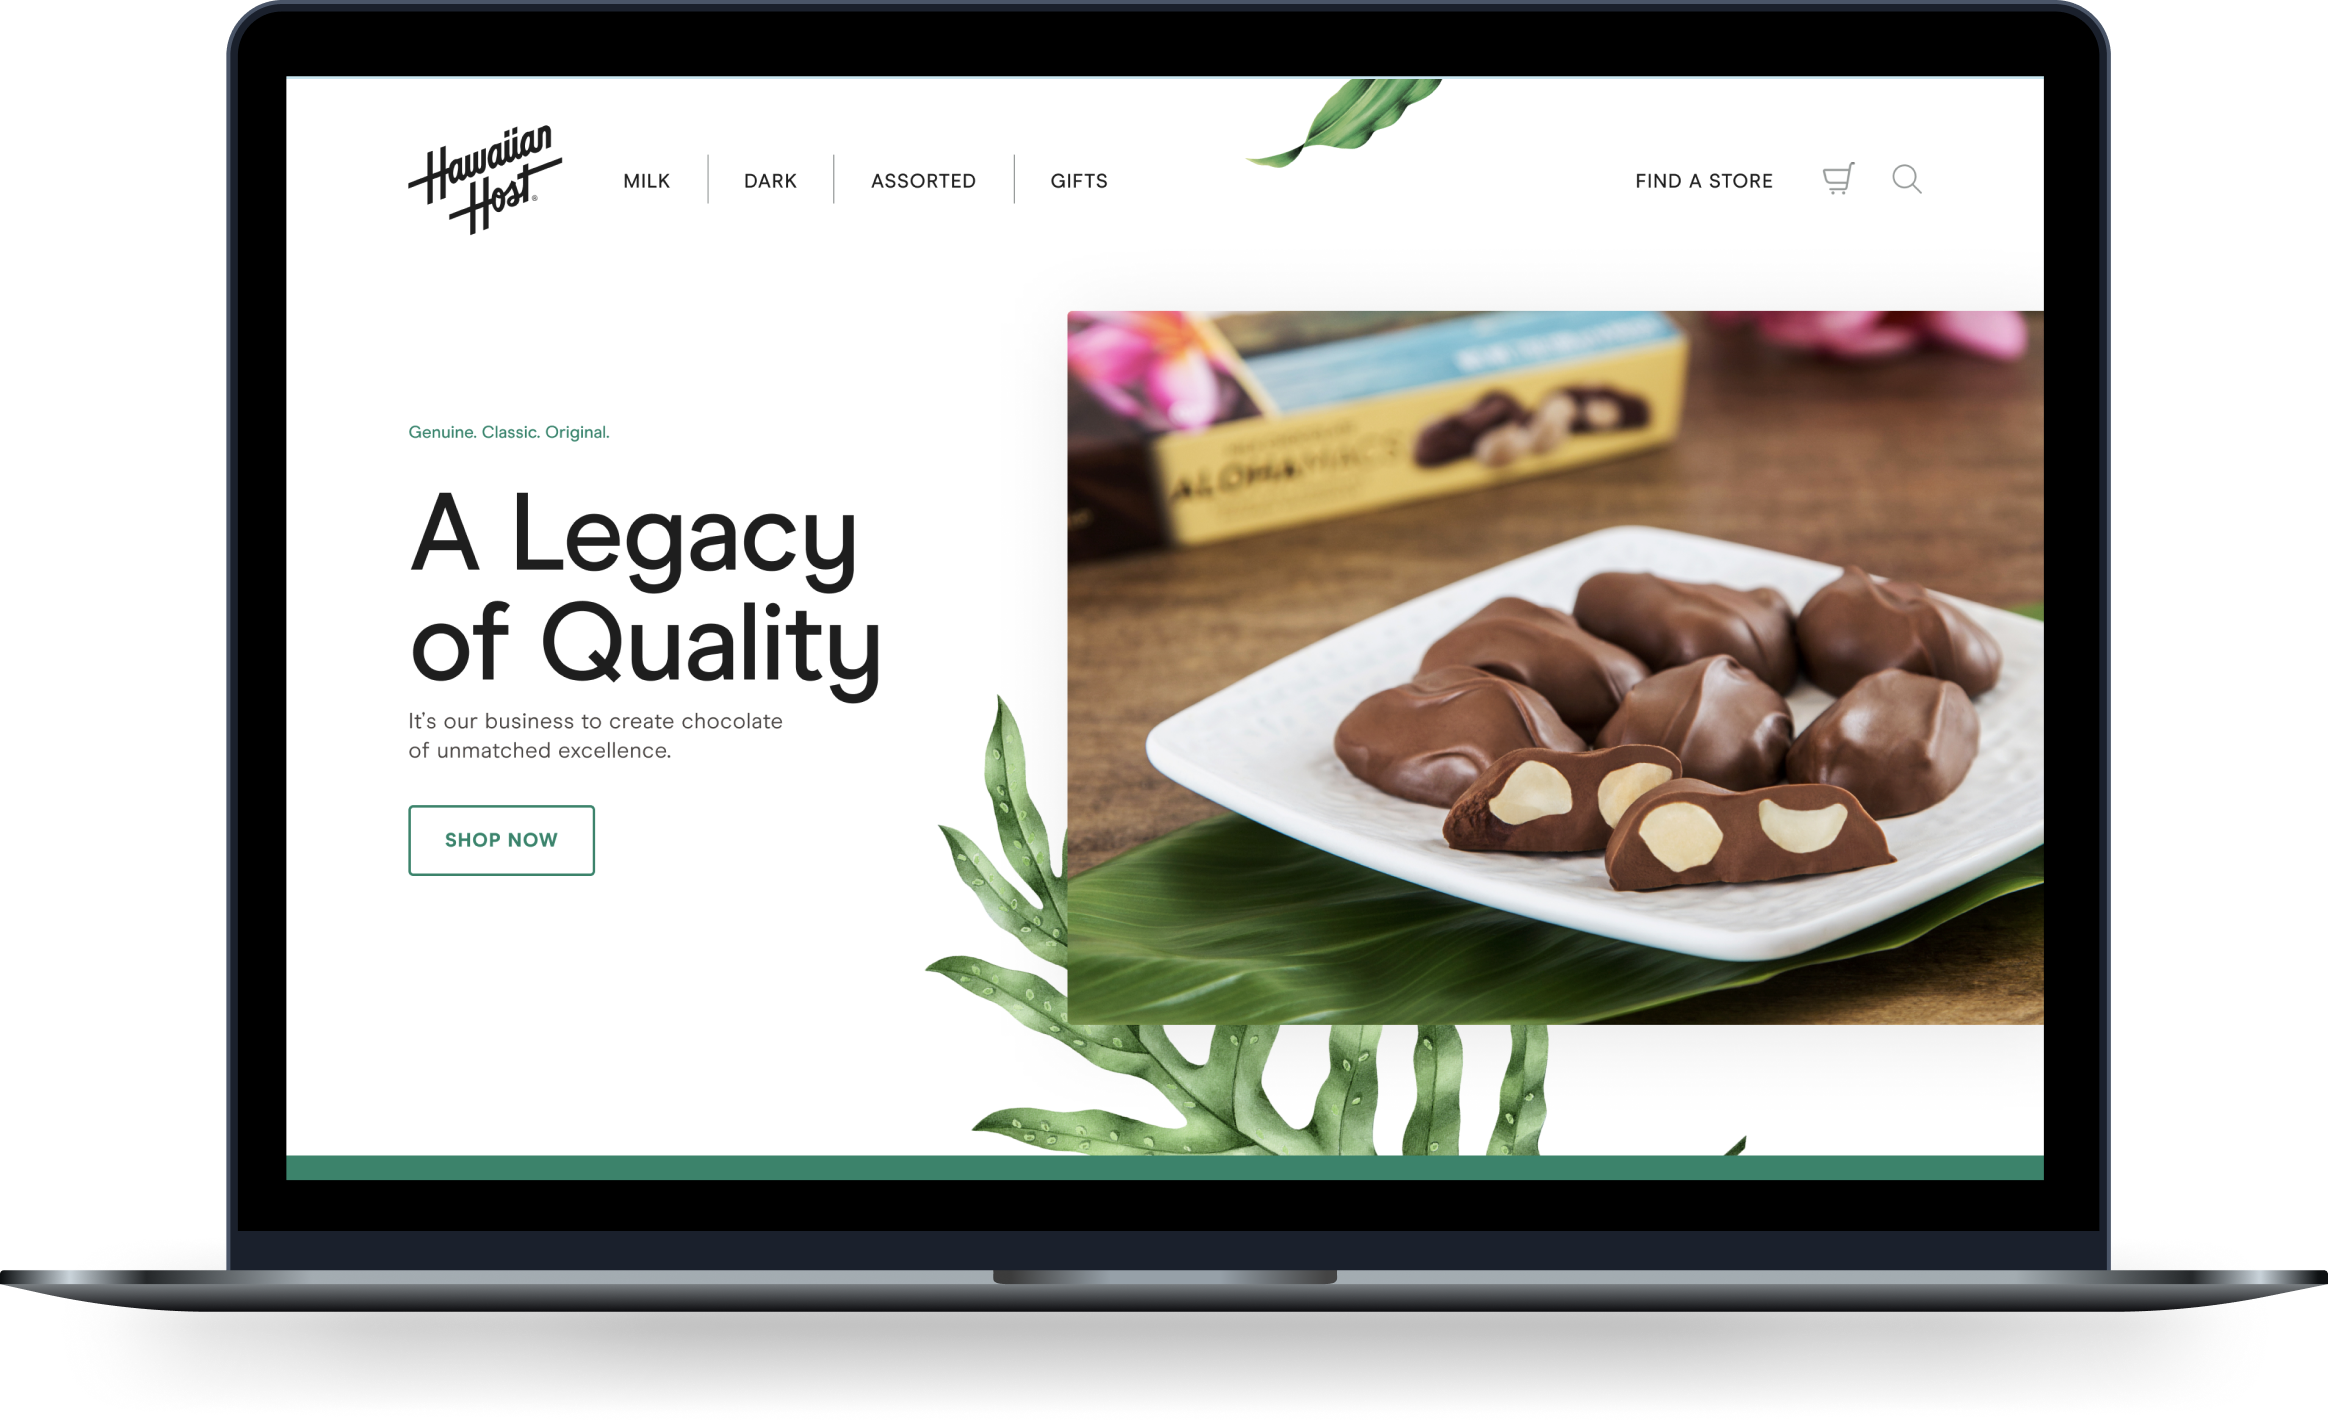 Hawaiian
Host®
MILK
DARK
ASSORTED
GIFTS
FIND A STORE
Genuine. Classic. Original.
A Legacy
of Quality
It's our business to create chocolate
of unmatched excellence.
SHOP NOW
ALOHAMACS